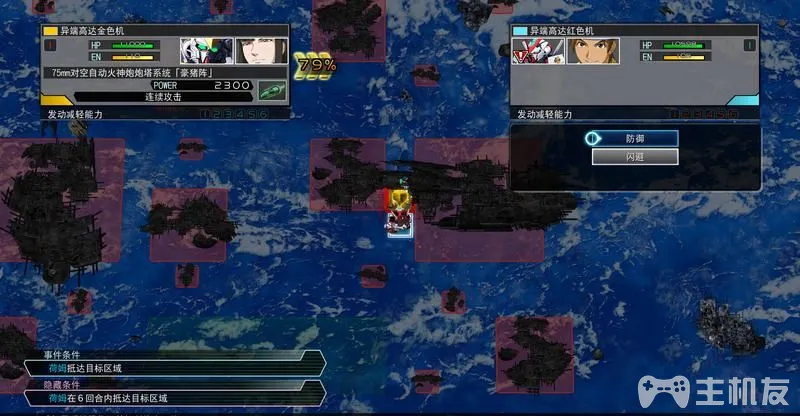 异端高达金色机
HP 11000
EN
79%
75mm对空自动火神炮炮塔系统「豪猪阵」
POWER 2300
连续攻击
发动减轻能力 123456
异端高达红色机
HP
EN
发动减轻能力 123456
防御
闪避
事件条件
荷姆抵达目标区域
隐藏条件
荷姆在6回合内抵达目标区域
主机友